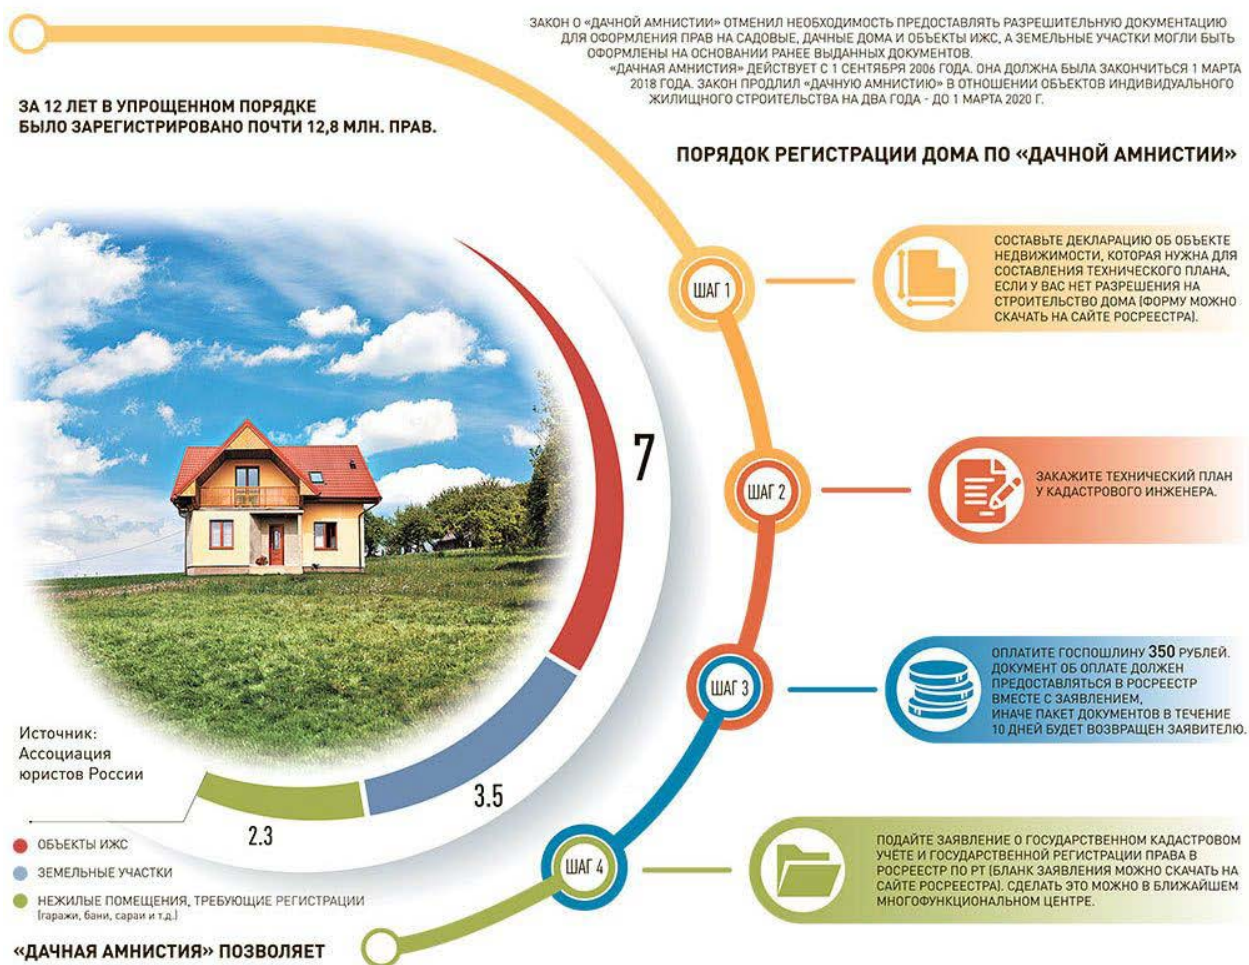 ЗАКОН О «ДАЧНОЙ АМНИСТИИ» ОТМЕНИЛ НЕОБХОДИМОСТЬ ПРЕДОСТАВЛЯТЬ РАЗРЕШИТЕЛЬНУЮ ДОКУМЕНТАЦИЮ
ДЛЯ ОФОРМЛЕНИЯ ПРАВ НА САДОВЫЕ, ДАЧНЫЕ ДОМА И ОБЪЕКТЫ ИЖС, А ЗЕМЕЛЬНЫЕ УЧАСТКИ МОГЛИ БЫТЬ
ОФОРМЛЕНЫ НА ОСНОВАНИИ РАНЕЕ ВЫДАННЫХ ДОКУМЕНТОВ.
«ДАЧНАЯ АМНИСТИЯ» ДЕЙСТВУЕТ С 1 СЕНТЯБРЯ 2006 ГОДА. ОНА ДОЛЖНА БЫЛА ЗАКОНЧИТЬСЯ 1 МАРТА
2018 ГОДА. ЗАКОН ПРОДЛИЛ «ДАЧНУЮ АМНИСТИЮ» В ОТНОШЕНИИ ОБЪЕКТОВ ИНДИВИДУАЛЬНОГО
ЖИЛИЩНОГО СТРОИТЕЛЬСТВА НА ДВА ГОДА - ДО 1 МАРТА 2020 Г.
ЗА 12 ЛЕТ В УПРОЩЕННОМ ПОРЯДКЕ
БЫЛО ЗАРЕГИСТРИРОВАНО ПОЧТИ 12,8 МЛН. ПРАВ.
ПОРЯДОК РЕГИСТРАЦИИ ДОМА ПО «ДАЧНОЙ АМНИСТИИ»
ШАГ 1
СОСТАВЬТЕ ДЕКЛАРАЦИЮ ОБ ОБЪЕКТЕ
НЕДВИЖИМОСТИ, КОТОРАЯ НУЖНА ДЛЯ
СОСТАВЛЕНИЯ ТЕХНИЧЕСКОГО ПЛАНА,
ЕСЛИ У ВАС НЕТ РАЗРЕШЕНИЯ НА
СТРОИТЕЛЬСТВО ДОМА (ФОРМУ МОЖНО
СКАЧАТЬ НА САЙТЕ РОСРЕЕСТРА).
7
ШАГ 2
ЗАКАЖИТЕ ТЕХНИЧЕСКИЙ ПЛАН
У КАДАСТРОВОГО ИНЖЕНЕРА.
ШАГ 3
ОПЛАТИТЕ ГОСПОШЛИНУ 350 РУБЛЕЙ.
ДОКУМЕНТ ОБ ОПЛАТЕ ДОЛЖЕН
ПРЕДОСТАВЛЯТЬСЯ В РОСРЕЕСТР
ВМЕСТЕ С ЗАЯВЛЕНИЕМ,
ИНАЧЕ ПАКЕТ ДОКУМЕНТОВ В ТЕЧЕНИЕ
10 ДНЕЙ БУДЕТ ВОЗВРАЩЕН ЗАЯВИТЕЛЮ.
Источник:
Ассоциация
юристов России
3.5
2.3
ОБЪЕКТЫ ИЖС
ЗЕМЕЛЬНЫЕ УЧАСТКИ
НЕЖИЛЫЕ ПОМЕЩЕНИЯ, ТРЕБУЮЩИЕ РЕГИСТРАЦИИ
(гаражи, бани, сараи и т.д.)
ШАГ 4
ПОДАЙТЕ ЗАЯВЛЕНИЕ О ГОСУДАРСТВЕННОМ КАДАСТРОВОМ
УЧЁТЕ И ГОСУДАРСТВЕННОЙ РЕГИСТРАЦИИ ПРАВА В
РОСРЕЕСТР ПО РТ (БЛАНК ЗАЯВЛЕНИЯ МОЖНО СКАЧАТЬ НА
САЙТЕ РОСРЕЕСТРА). СДЕЛАТЬ ЭТО МОЖНО В БЛИЖАЙШЕМ
МНОГОФУНКЦИОНАЛЬНОМ ЦЕНТРЕ.
«ДАЧНАЯ АМНИСТИЯ» ПОЗВОЛЯЕТ